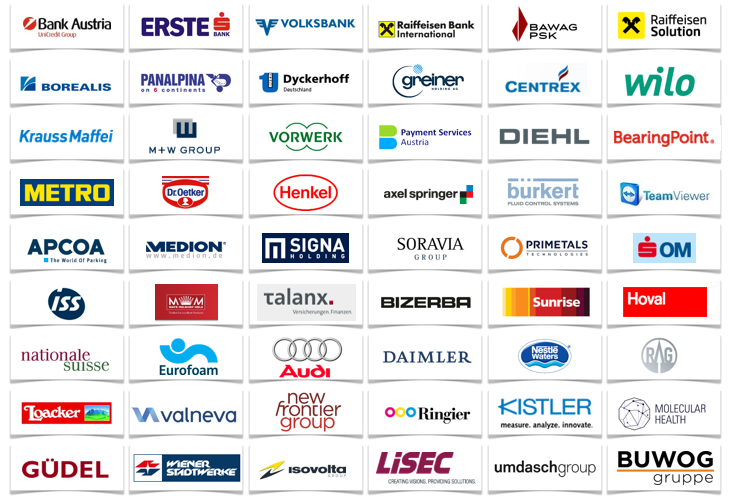 Bank Austria
UniCredit Group
ERSTE S
BANK
VOLKSBANK
Raiffeisen Bank
International
BAWAG
PSK
Raiffeisen
Solution
BOREALIS
PANALPINA
on 6 continents
Dyckerhoff
Deutschland
greiner
HOLDING AG
CENTREX
wilo
Krauss Maffei
M+W GROUP
VORWERK
Payment Services
Austria
DIEHL
BearingPoint.
METRO
Dr. Oetker
Henkel
axel springer
bürkert
FLUID CONTROL SYSTEMS
TeamViewer
APCOA
The World Of Parking
MEDION
www.medion.de
SIGNA
HOLDING
SORAVIA
GROUP
PRIMETALS
TECHNOLOGIES
S OM
ISS
M W
talanx.
Versicherungen. Finanzen.
BIZERBA
Sunrise
Hoval
nationale
suisse
Eurofoam
Audi
DAIMLER
Nestlé
Waters
RAG
Loacker
valneva
new
frontier
group
Ringier
KISTLER
measure. analyze. innovate.
MOLECULAR
HEALTH
GÜDEL
WIENER
STADTWERKE
isovolta
GROUP
LiSEC
CREATING VISIONS. PROVIDING SOLUTIONS.
umdaschgroup
BUWOG
gruppe